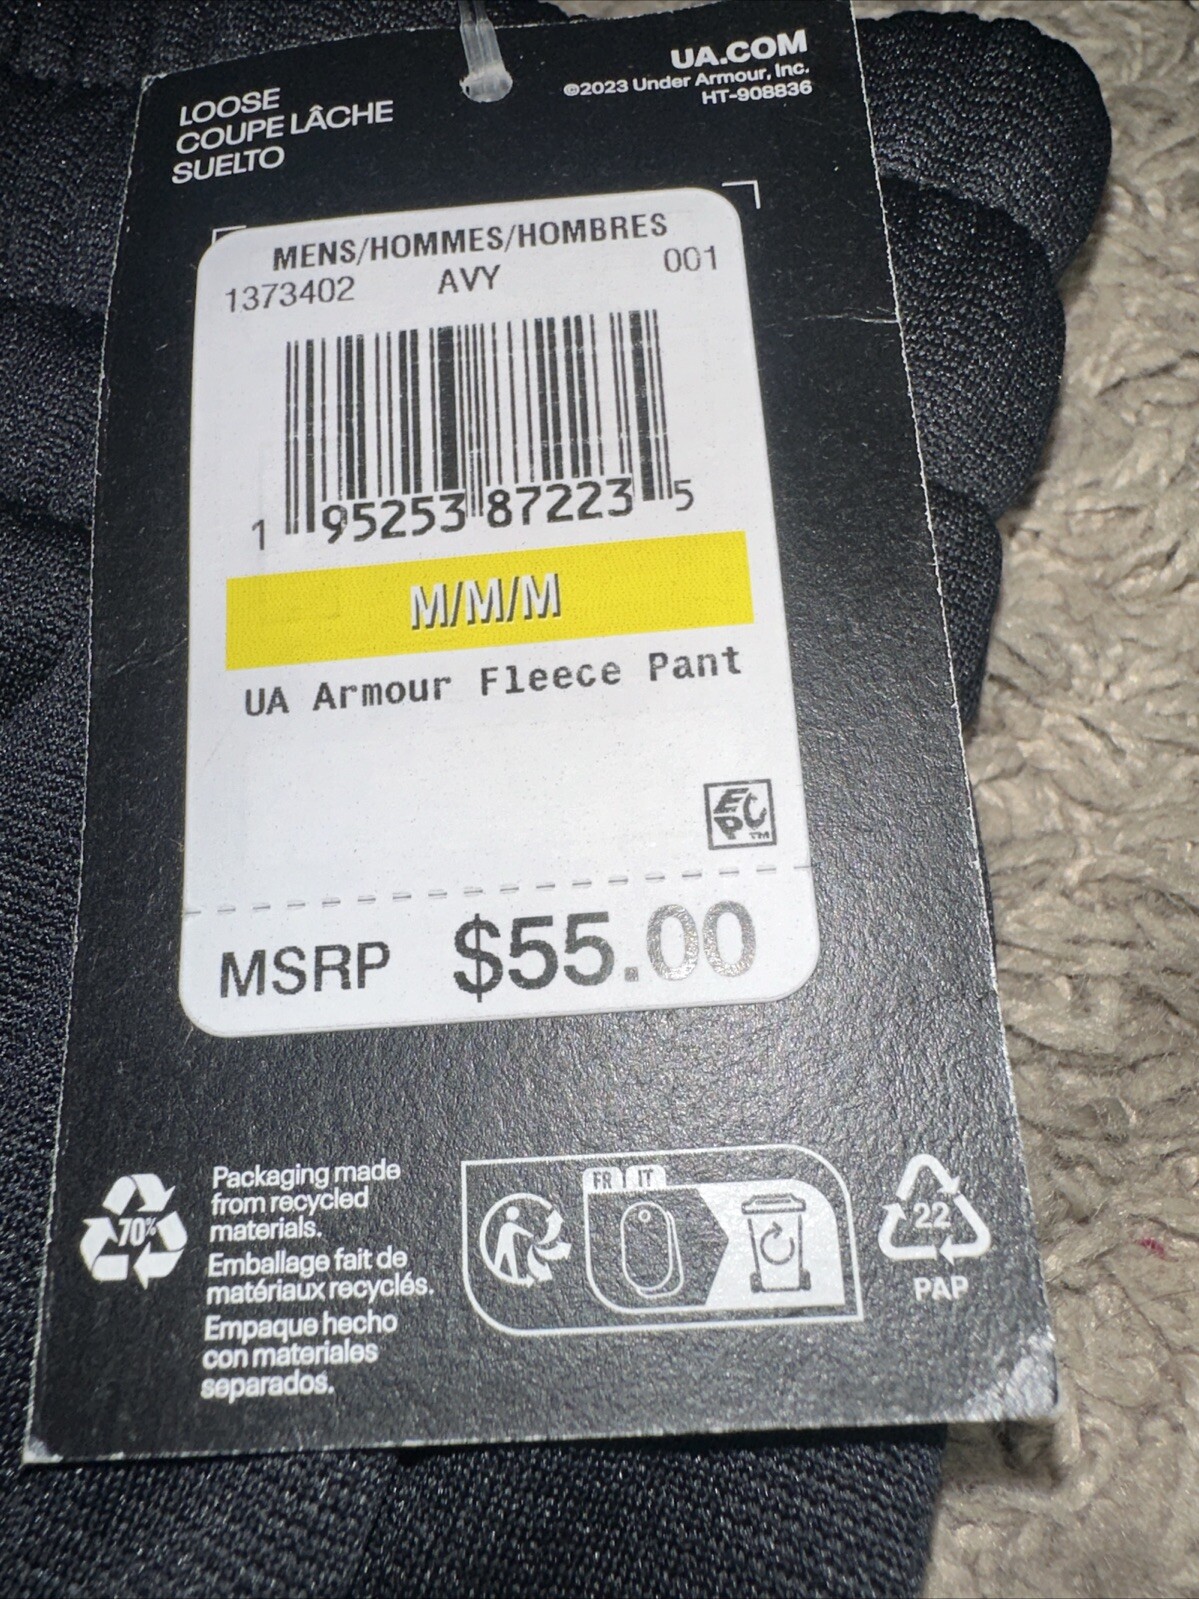 LOOSE
COUPE LÂCHE
SUELTO
UA.COM
©2023 Under Armour, Inc.
HT-908836
MENS/HOMMES/HOMBRES
1373402 AVY 001
1 95253 87223 5
M/M/M
UA Armour Fleece Pant
EPC™
MSRP $55.00
70%
Packaging made
from recycled
materials.
Emballage fait de
matériaux recyclés.
Empaque hecho
con materiales
separados.
FR IT
22
PAP